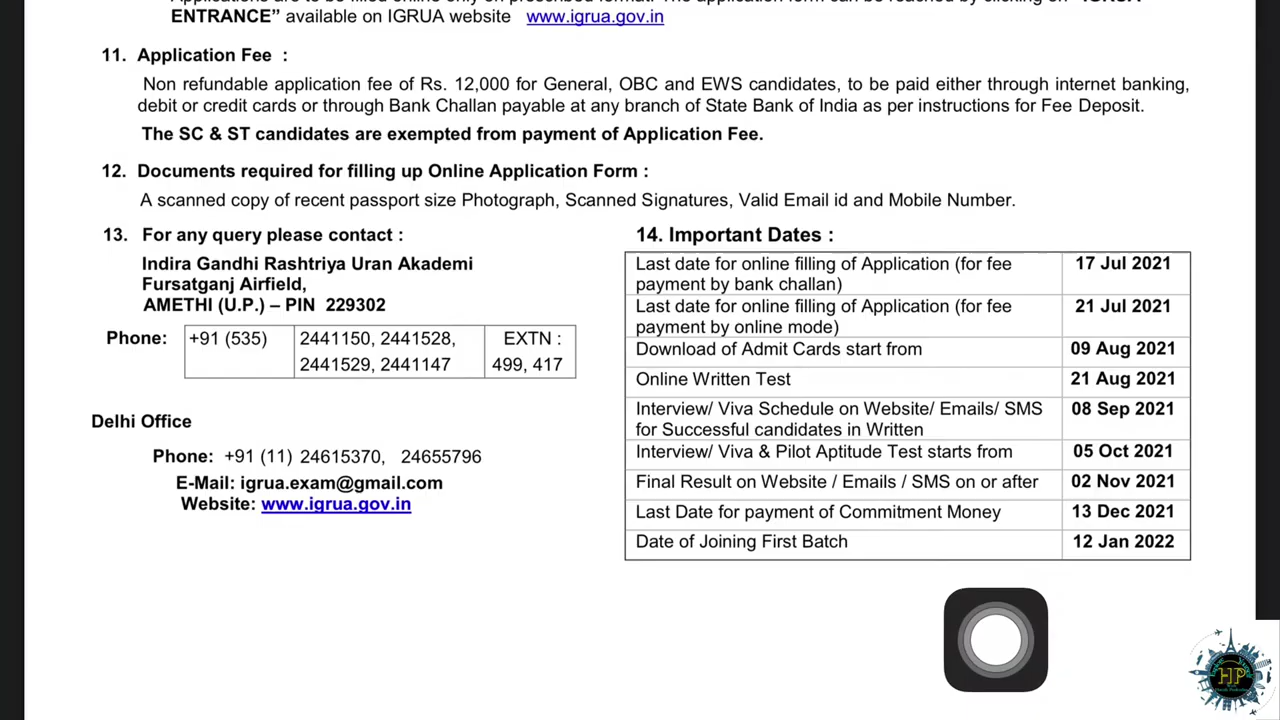 ENTRANCE” available on IGRUA website www.igrua.gov.in
11. Application Fee :
Non refundable application fee of Rs. 12,000 for General, OBC and EWS candidates, to be paid either through internet banking,
debit or credit cards or through Bank Challan payable at any branch of State Bank of India as per instructions for Fee Deposit.
The SC & ST candidates are exempted from payment of Application Fee.
12. Documents required for filling up Online Application Form :
A scanned copy of recent passport size Photograph, Scanned Signatures, Valid Email id and Mobile Number.
13. For any query please contact :
Indira Gandhi Rashtriya Uran Akademi
Fursatganj Airfield,
AMETHI (U.P.) – PIN 229302
Phone: +91 (535) 2441150, 2441528, EXTN :
2441529, 2441147 499, 417
Delhi Office
Phone: +91 (11) 24615370, 24655796
E-Mail: igrua.exam@gmail.com
Website: www.igrua.gov.in
14. Important Dates :
Last date for online filling of Application (for fee 17 Jul 2021
payment by bank challan)
Last date for online filling of Application (for fee 21 Jul 2021
payment by online mode)
Download of Admit Cards start from 09 Aug 2021
Online Written Test 21 Aug 2021
Interview/ Viva Schedule on Website/ Emails/ SMS 08 Sep 2021
for Successful candidates in Written
Interview/ Viva & Pilot Aptitude Test starts from 05 Oct 2021
Final Result on Website / Emails / SMS on or after 02 Nov 2021
Last Date for payment of Commitment Money 13 Dec 2021
Date of Joining First Batch 12 Jan 2022
HP